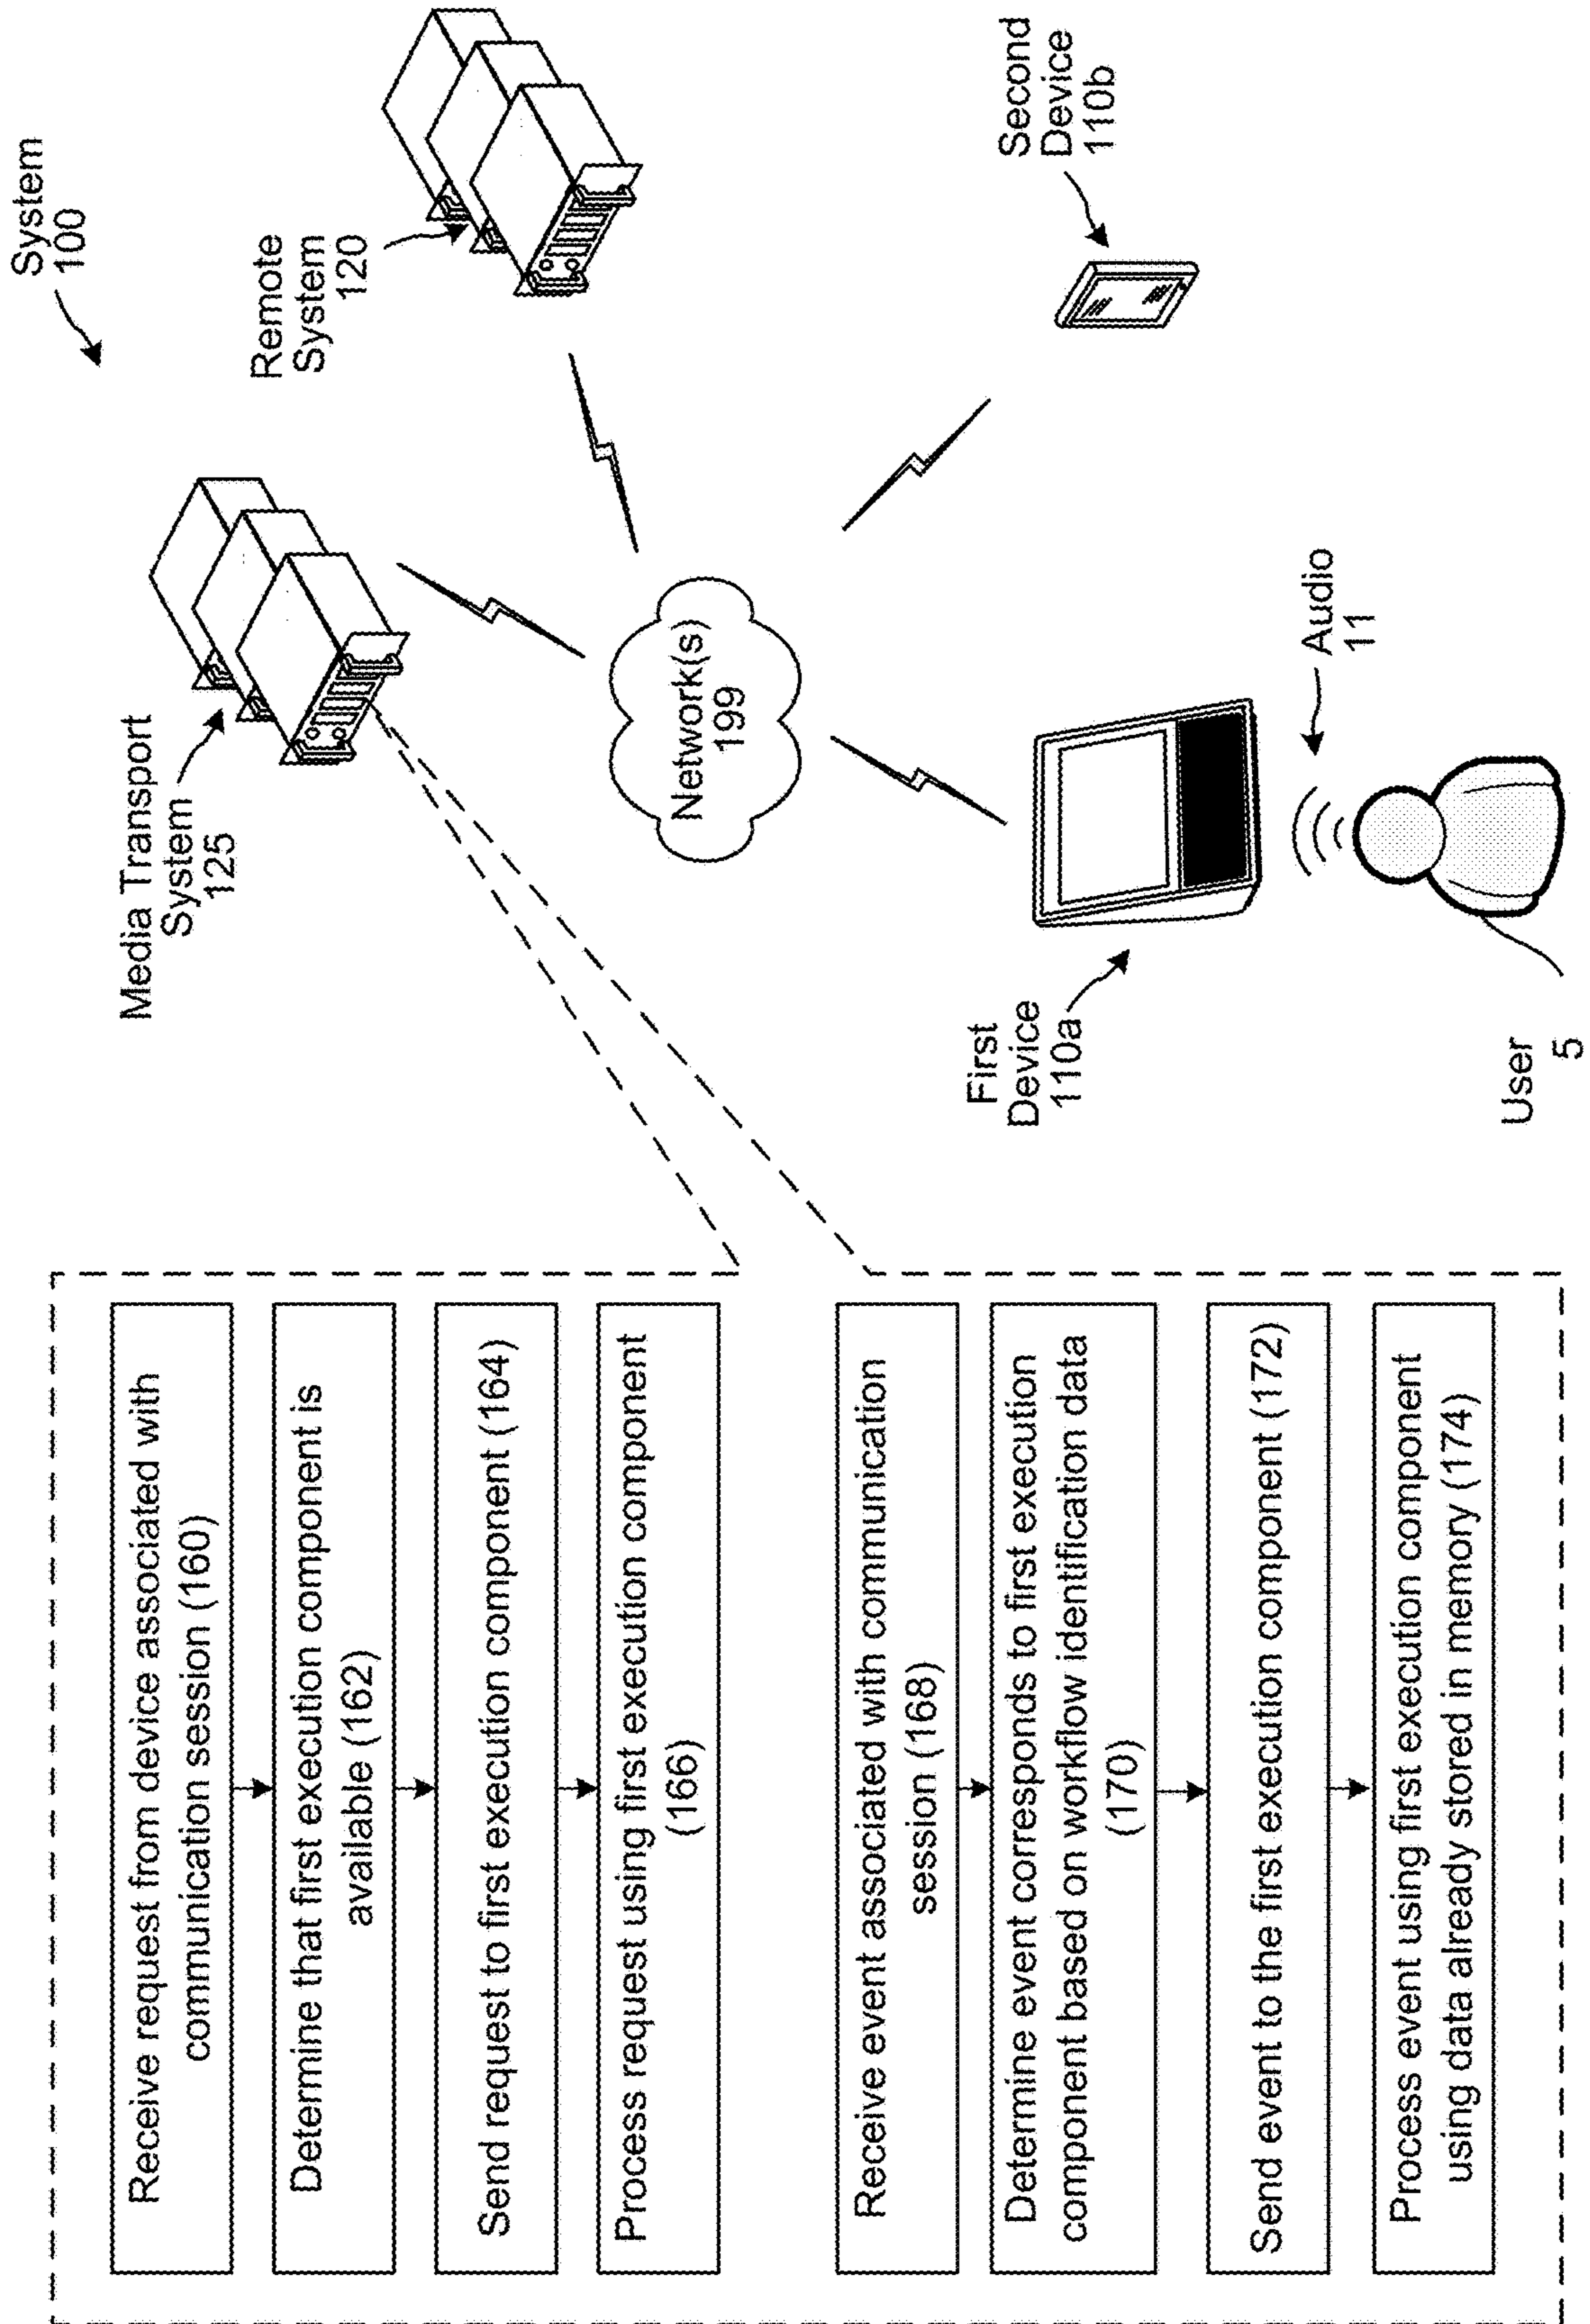 System
100
Media Transport
System
125
Remote
System
120
Network(s)
199
First
Device
110a
Second
Device
110b
Audio
11
User
5
Receive request from device associated with
communication session (160)
Determine that first execution component is
available (162)
Send request to first execution component (164)
Process request using first execution component
(166)
Receive event associated with communication
session (168)
Determine event corresponds to first execution
component based on workflow identification data
(170)
Send event to the first execution component (172)
Process event using first execution component
using data already stored in memory (174)